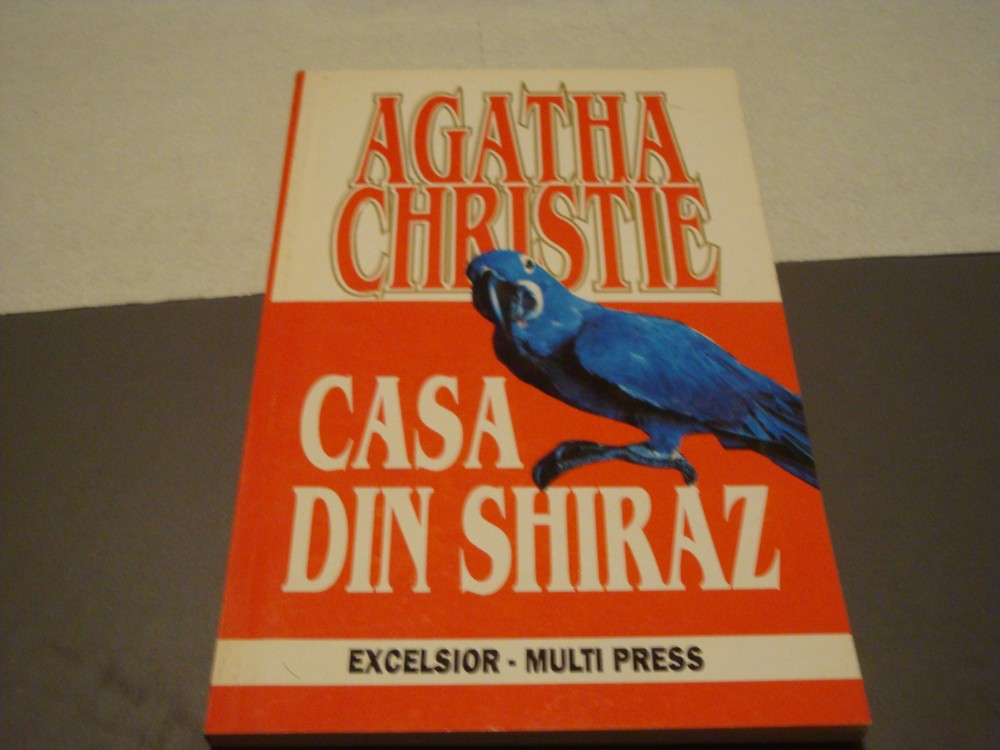 AGATHA
CHRISTIE
CASA
DIN SHIRAZ
EXCELSIOR - MULTI PRESS